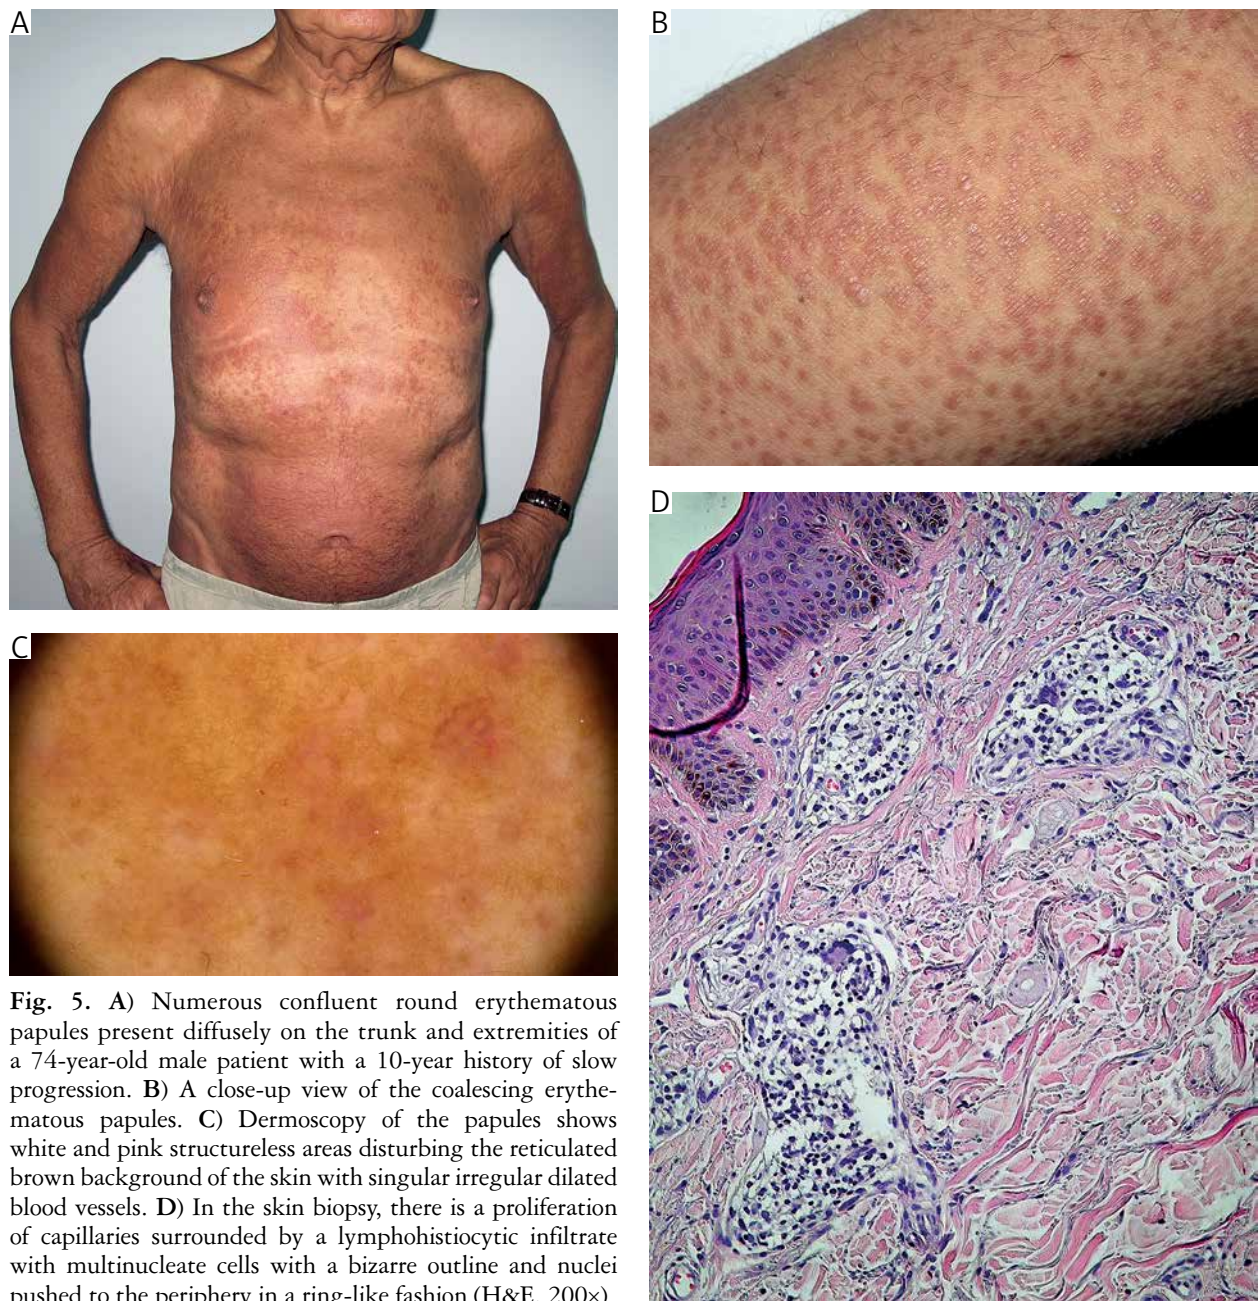 A
B
C
D
Fig. 5. A) Numerous confluent round erythematous
papules present diffusely on the trunk and extremities of
a 74-year-old male patient with a 10-year history of slow
progression. B) A close-up view of the coalescing erythe-
matous papules. C) Dermoscopy of the papules shows
white and pink structureless areas disturbing the reticulated
brown background of the skin with singular irregular dilated
blood vessels. D) In the skin biopsy, there is a proliferation
of capillaries surrounded by a lymphohistiocytic infiltrate
with multinucleate cells with a bizarre outline and nuclei
pushed to the periphery in a ring-like fashion (H&E, 200×).